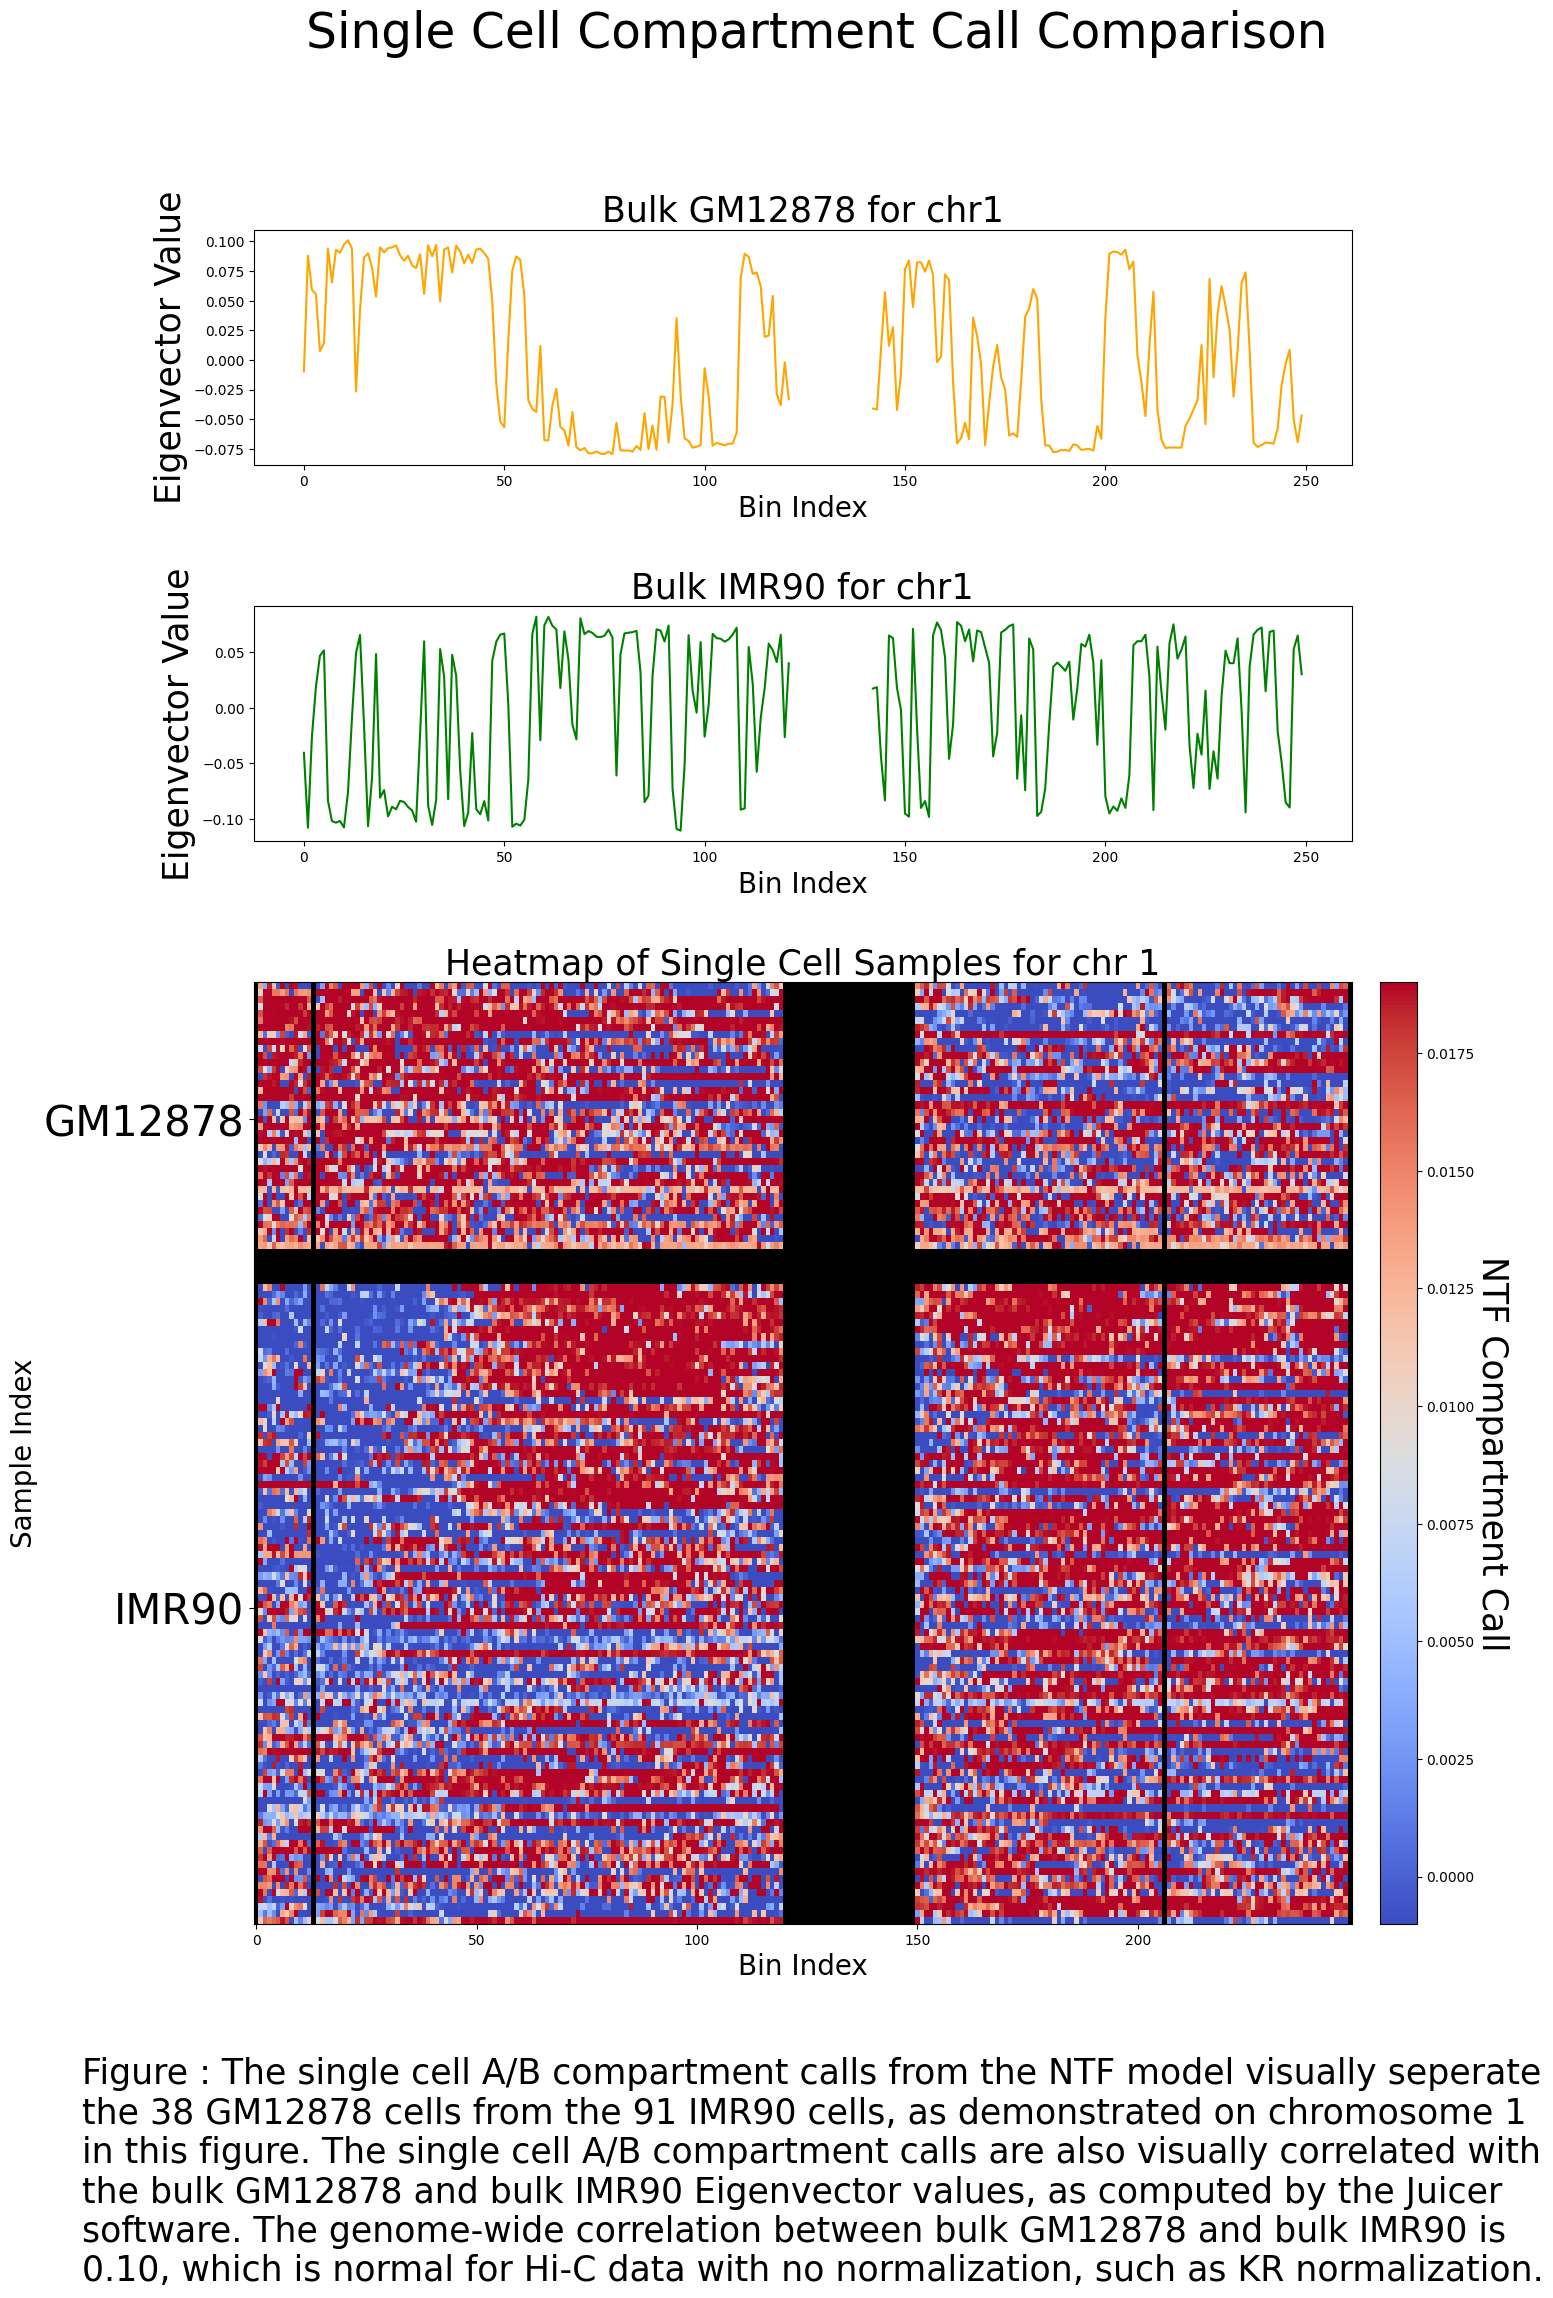 Single Cell Compartment Call Comparison
Bulk GM12878 for chr1
Eigenvector Value
0.100
0.075
0.050
0.025
0.000
−0.025
−0.050
−0.075
0
50
100
150
200
250
Bin Index
Bulk IMR90 for chr1
Eigenvector Value
0.05
0.00
−0.05
−0.10
0
50
100
150
200
250
Bin Index
Heatmap of Single Cell Samples for chr 1
Sample Index
GM12878
IMR90
0
50
100
150
200
Bin Index
0.0175
0.0150
0.0125
0.0100
0.0075
0.0050
0.0025
0.0000
NTF Compartment Call
Figure : The single cell A/B compartment calls from the NTF model visually seperate
the 38 GM12878 cells from the 91 IMR90 cells, as demonstrated on chromosome 1
in this figure. The single cell A/B compartment calls are also visually correlated with
the bulk GM12878 and bulk IMR90 Eigenvector values, as computed by the Juicer
software. The genome-wide correlation between bulk GM12878 and bulk IMR90 is
0.10, which is normal for Hi-C data with no normalization, such as KR normalization.